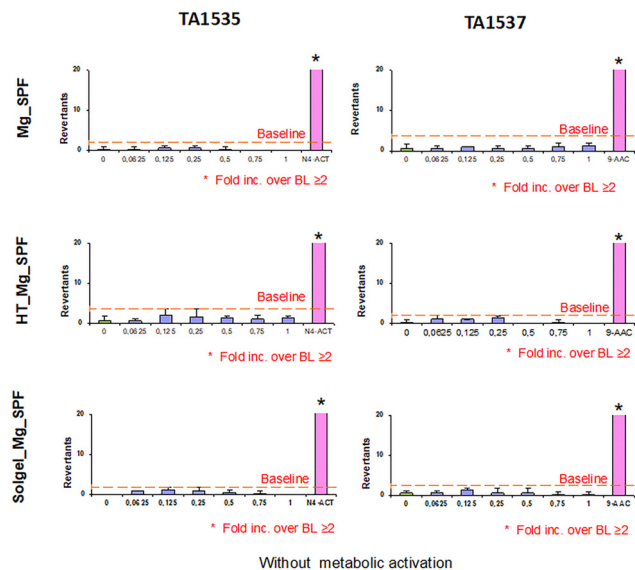 TA1535 TA1537
Mg_SPF
Revertants
20
10
0
Baseline
*
0 0,0625 0,125 0,25 0,5 0,75 1 N4-ACT
* Fold inc. over BL ≥2
Revertants
20
10
0
Baseline
*
0 0,0625 0,125 0,25 0,5 0,75 1 9-AAC
* Fold inc. over BL ≥2
HT_Mg_SPF
Revertants
20
10
0
Baseline
*
0 0,0625 0,125 0,25 0,5 0,75 1 N4-ACT
* Fold inc. over BL ≥2
Revertants
20
10
0
Baseline
*
0 0,0625 0,125 0,25 0,5 0,75 1 9-AAC
* Fold inc. over BL ≥2
Solgel_Mg_SPF
Revertants
20
10
0
Baseline
*
0 0,0625 0,125 0,25 0,5 0,75 1 N4-ACT
* Fold inc. over BL ≥2
Revertants
20
10
0
Baseline
*
0 0,0625 0,125 0,25 0,5 0,75 1 9-AAC
* Fold inc. over BL ≥2
Without metabolic activation